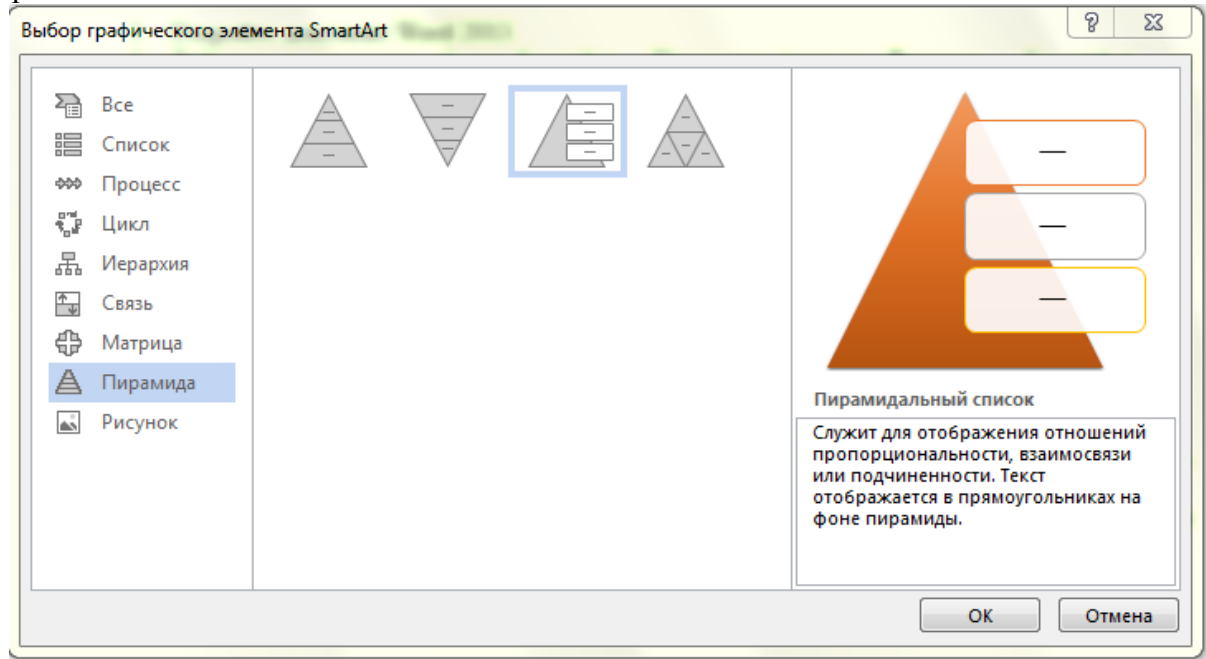 Выбор графического элемента SmartArt
Все
Список
Процесс
Цикл
Иерархия
Связь
Матрица
Пирамида
Рисунок
Пирамидальный список
Служит для отображения отношений
пропорциональности, взаимосвязи
или подчиненности. Текст
отображается в прямоугольниках на
фоне пирамиды.
ОК
Отмена